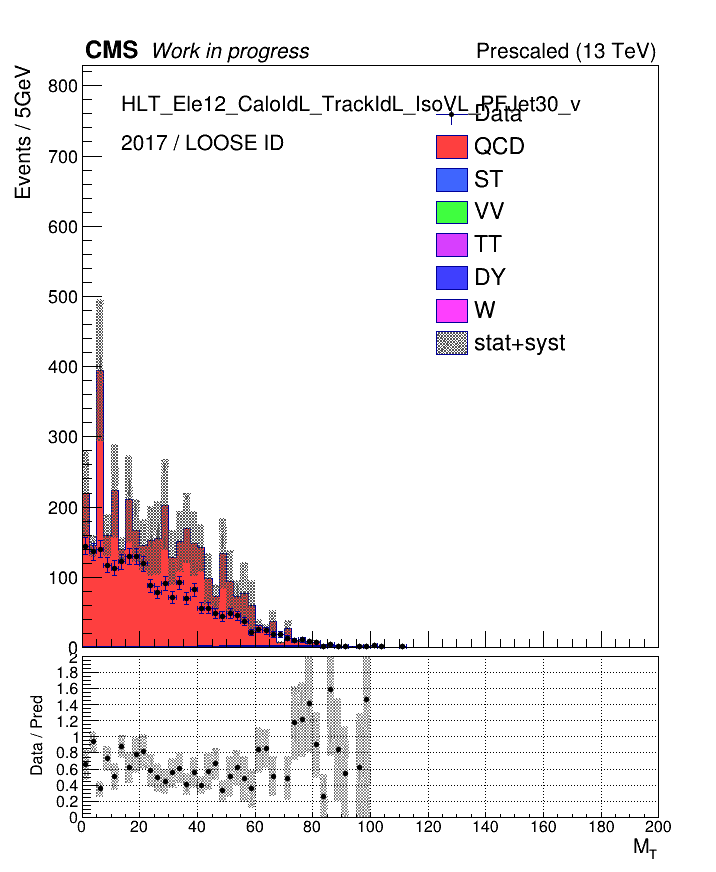 CMS Work in progress Prescaled (13 TeV)
Events / 5GeV
800
700
600
500
400
300
200
100
0
HLT_Ele12_CaloIdL_TrackIdL_IsoVL_PFJet30_v
2017 / LOOSE ID
Data
QCD
ST
VV
TT
DY
W
stat+syst
Data / Pred
2
1.8
1.6
1.4
1.2
1
0.8
0.6
0.4
0.2
0
0 20 40 60 80 100 120 140 160 180 200
M_T